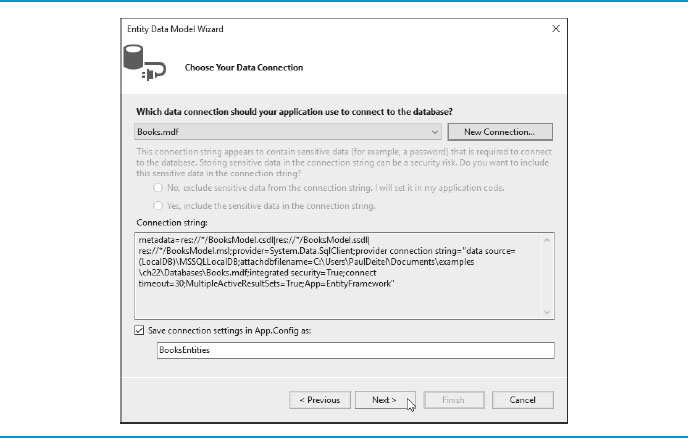 Entity Data Model Wizard
Choose Your Data Connection
Which data connection should your application use to connect to the database?
Books.mdf
New Connection...
This connection string appears to contain sensitive data (for example, a password) that is required to connect
to the database. Storing sensitive data in the connection string can be a security risk. Do you want to include
this sensitive data in the connection string?
No, exclude sensitive data from the connection string. I will set it in my application code.
Yes, include the sensitive data in the connection string.
Connection string:
metadata=res://*/BooksModel.csdl|res://*/BooksModel.ssdl|
res://*/BooksModel.msl;provider=System.Data.SqlClient;provider connection string="data source=
(LocalDB)\MSSQLLocalDB;attachdbfilename=C:\Users\PaulDeitel\Documents\examples
\ch22\Databases\Books.mdf;integrated security=True;connect
timeout=30;MultipleActiveResultSets=True;App=EntityFramework"
Save connection settings in App.Config as:
BooksEntities
< Previous
Next >
Finish
Cancel